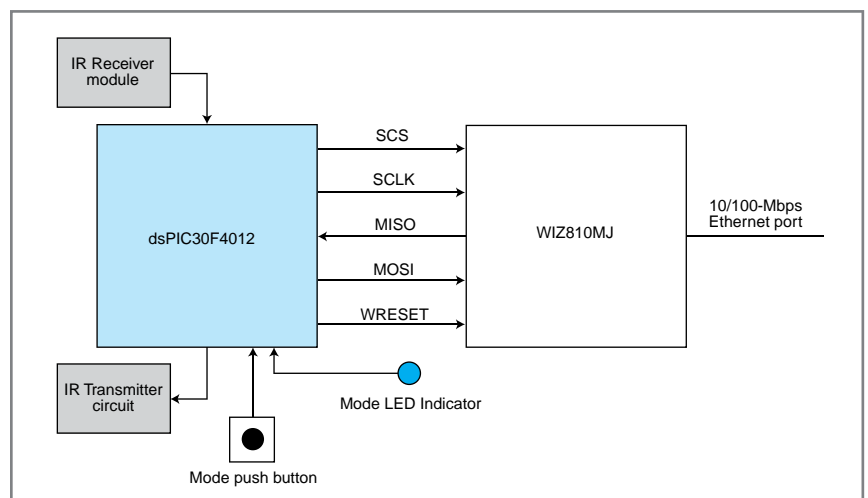 IR Receiver
module
dsPIC30F4012
SCS
SCLK
MISO
MOSI
WRESET
WIZ810MJ
10/100-Mbps
Ethernet port
IR Transmitter
circuit
Mode LED Indicator
Mode push button